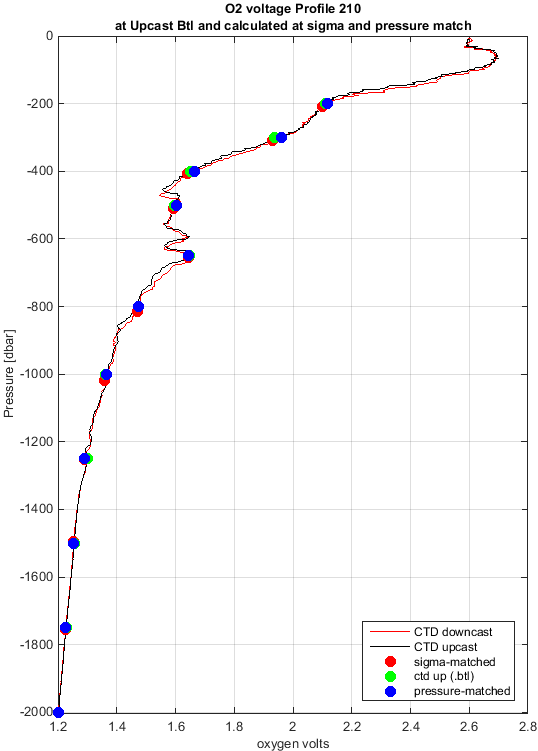 O2 voltage Profile 210
at Upcast Btl and calculated at sigma and pressure match
0
-200
-400
-600
-800
-1000
-1200
-1400
-1600
-1800
-2000
Pressure [dbar]
CTD downcast
CTD upcast
sigma-matched
ctd up (.btl)
pressure-matched
1.2 1.4 1.6 1.8 2 2.2 2.4 2.6 2.8
oxygen volts